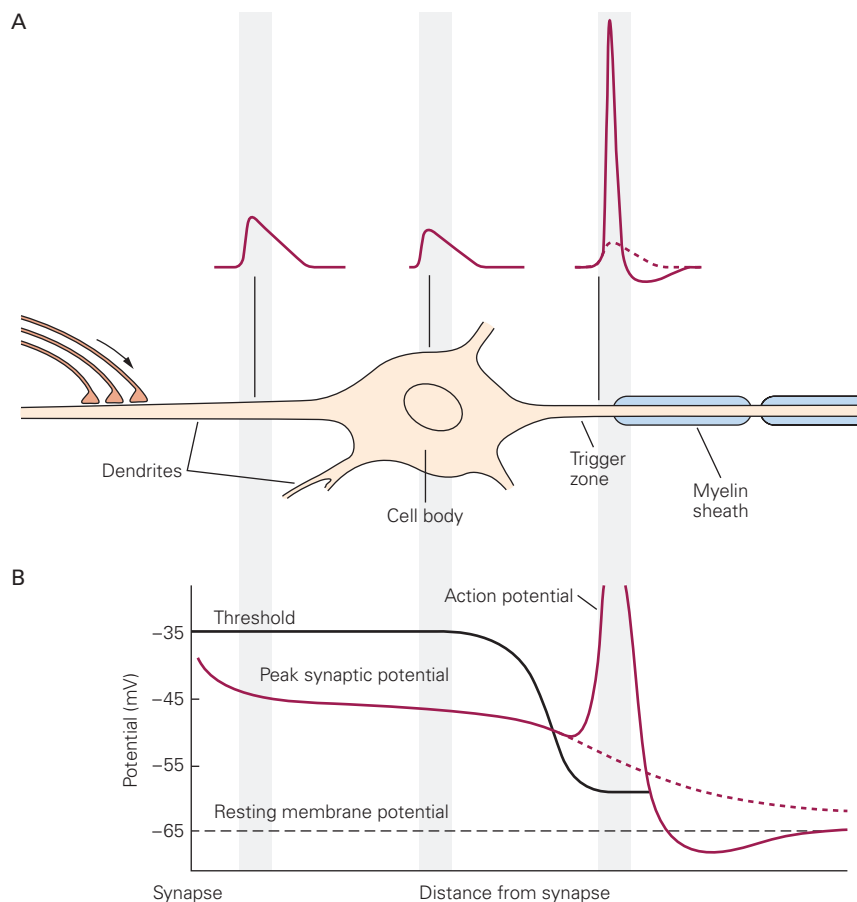 A
Dendrites
Cell body
Trigger
zone
Myelin
sheath
B
Action potential
Threshold
Peak synaptic potential
Resting membrane potential
Potential (mV)
–35
–45
–55
–65
Synapse
Distance from synapse